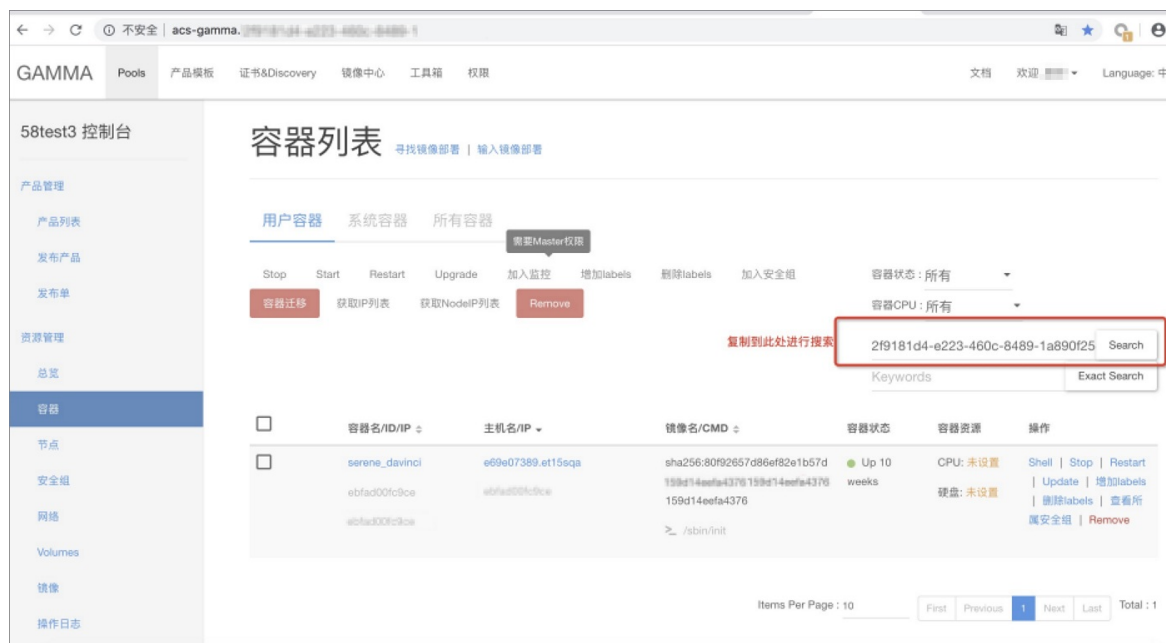 不安全 acs-gamma.
GAMMA Pools 产品模板 证书&Discovery 镜像中心 工具箱 权限 文档 欢迎 Language: 中
58test3 控制台
产品管理
产品列表
发布产品
发布单
资源管理
总览
容器
节点
安全组
网络
Volumes
镜像
操作日志
容器列表 寻找镜像部署 | 输入镜像部署
用户容器 系统容器 所有容器
需要Master权限
Stop Start Restart Upgrade 加入监控 增加labels 删除labels 加入安全组
容器迁移 获取IP列表 获取NodeIP列表 Remove
容器状态 : 所有
容器CPU : 所有
复制到此处进行搜索 2f9181d4-e223-460c-8489-1a890f25 Search
Keywords Exact Search
容器名/ID/IP 主机名/IP 镜像名/CMD 容器状态 容器资源 操作
serene_davinci e69e07389.et15sqa sha256:80f92657d86ef82e1b57d Up 10 CPU: 未设置 Shell | Stop | Restart
weeks | Update | 增加labels
ebfad00fc9ce 159d14eefa4376 硬盘: 未设置 | 删除labels | 查看所
>_ /sbin/init 属安全组 | Remove
Items Per Page : 10 First Previous 1 Next Last Total : 1